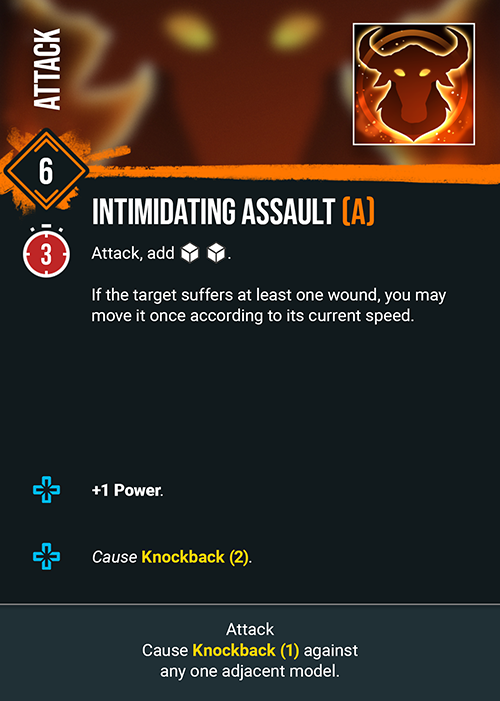 ATTACK
6
INTIMIDATING ASSAULT (A)
3
Attack, add .
If the target suffers at least one wound, you may
move it once according to its current speed.
+1 Power.
Cause Knockback (2).
Attack
Cause Knockback (1) against
any one adjacent model.